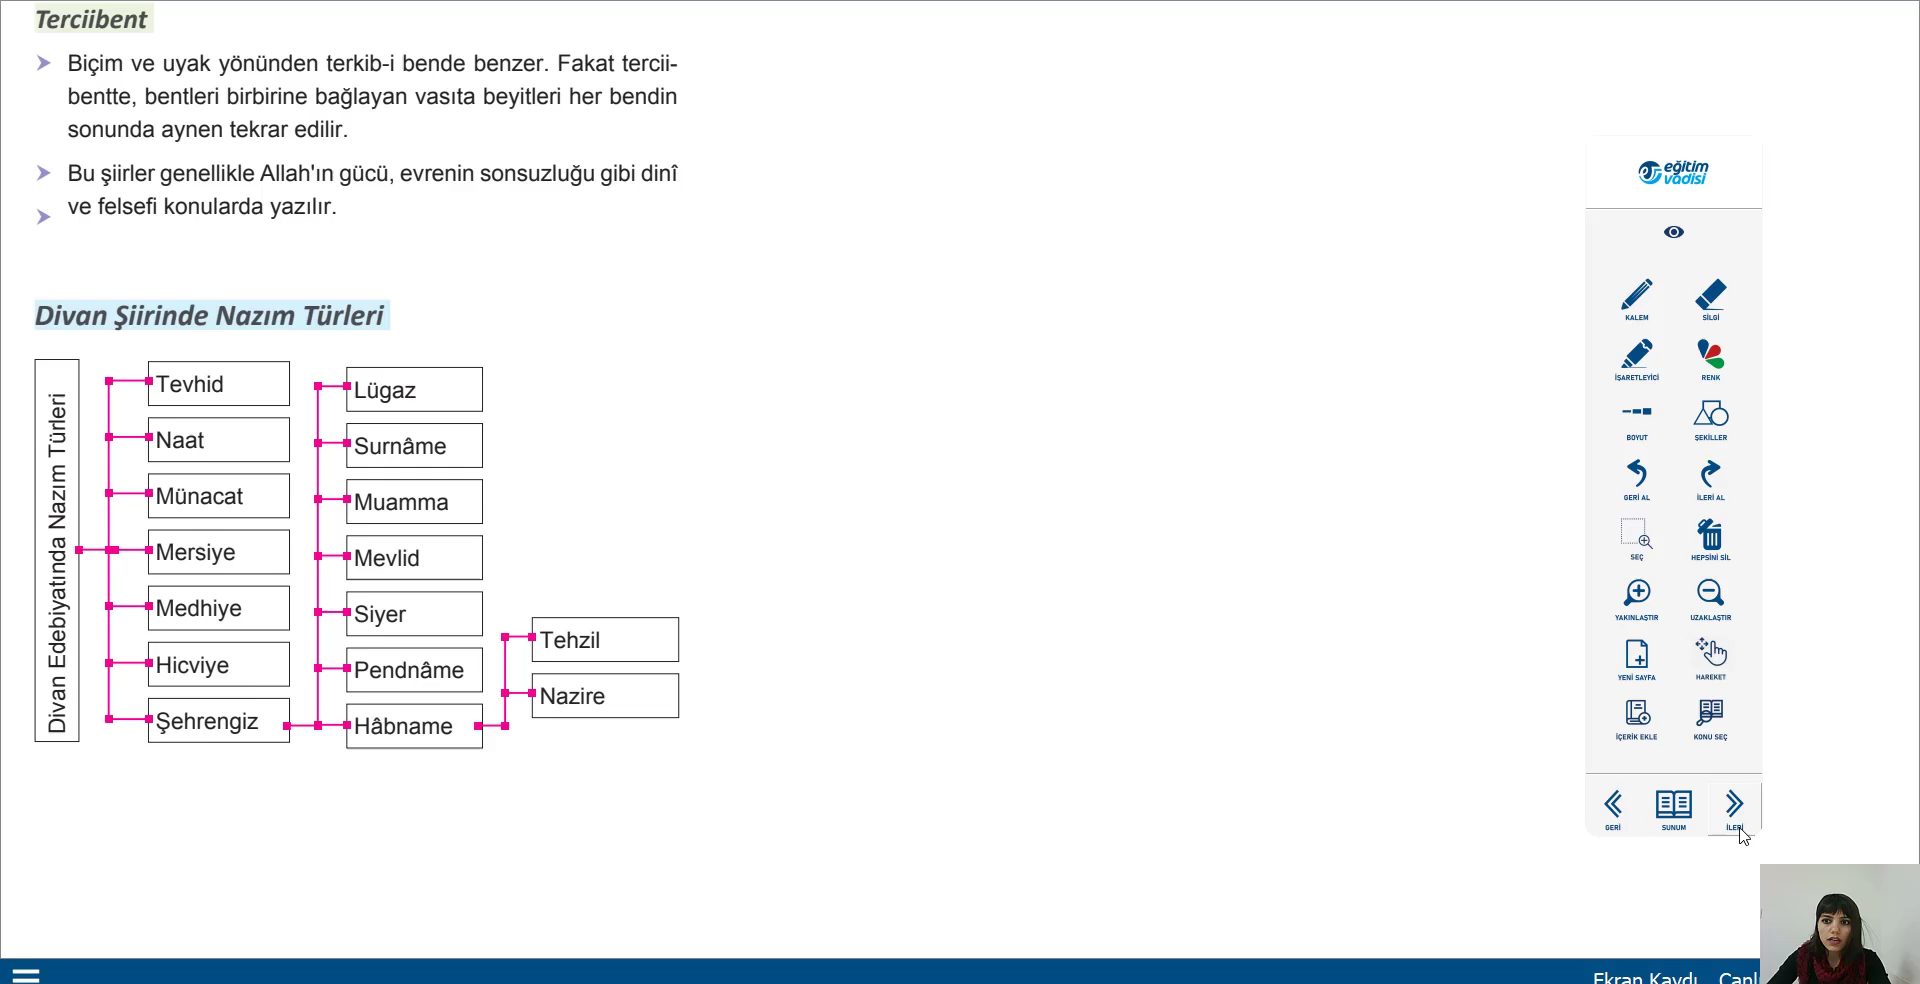 Terciibent
Biçim ve uyak yönünden terkib-i bende benzer. Fakat tercii-
bentte, bentleri birbirine bağlayan vasıta beyitleri her bendin
sonunda aynen tekrar edilir.
Bu şiirler genellikle Allah'ın gücü, evrenin sonsuzluğu gibi dinî
ve felsefi konularda yazılır.
Divan Şiirinde Nazım Türleri
Divan Edebiyatında Nazım Türleri
Tevhid
Naat
Münacat
Mersiye
Medhiye
Hicviye
Şehrengiz
Lügaz
Surnâme
Muamma
Mevlid
Siyer
Pendnâme
Hâbname
Tehzil
Nazire
eğitim
vadisi
KALEM
SİLGİ
İŞARETLEYİCİ
RENK
BOYUT
ŞEKİLLER
GERİ AL
İLERİ AL
SEÇ
HEPSİNİ SİL
YAKINLAŞTIR
UZAKLAŞTIR
YENİ SAYFA
HAREKET
İÇERİK EKLE
KONU SEÇ
GERİ
SUNUM
İLERİ
Ekran Kaydı